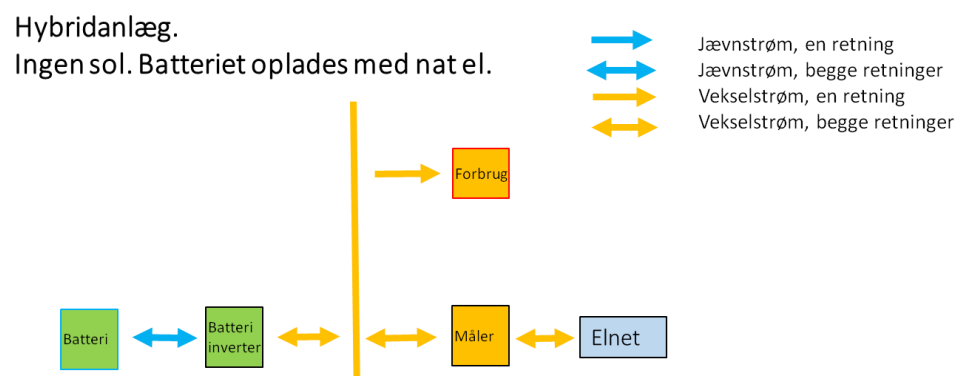 Hybridanlæg.
Ingen sol. Batteriet oplades med nat el.
Jævnstrøm, en retning
Jævnstrøm, begge retninger
Vekselstrøm, en retning
Vekselstrøm, begge retninger
Forbrug
Batteri
Batteri
inverter
Måler
Elnet